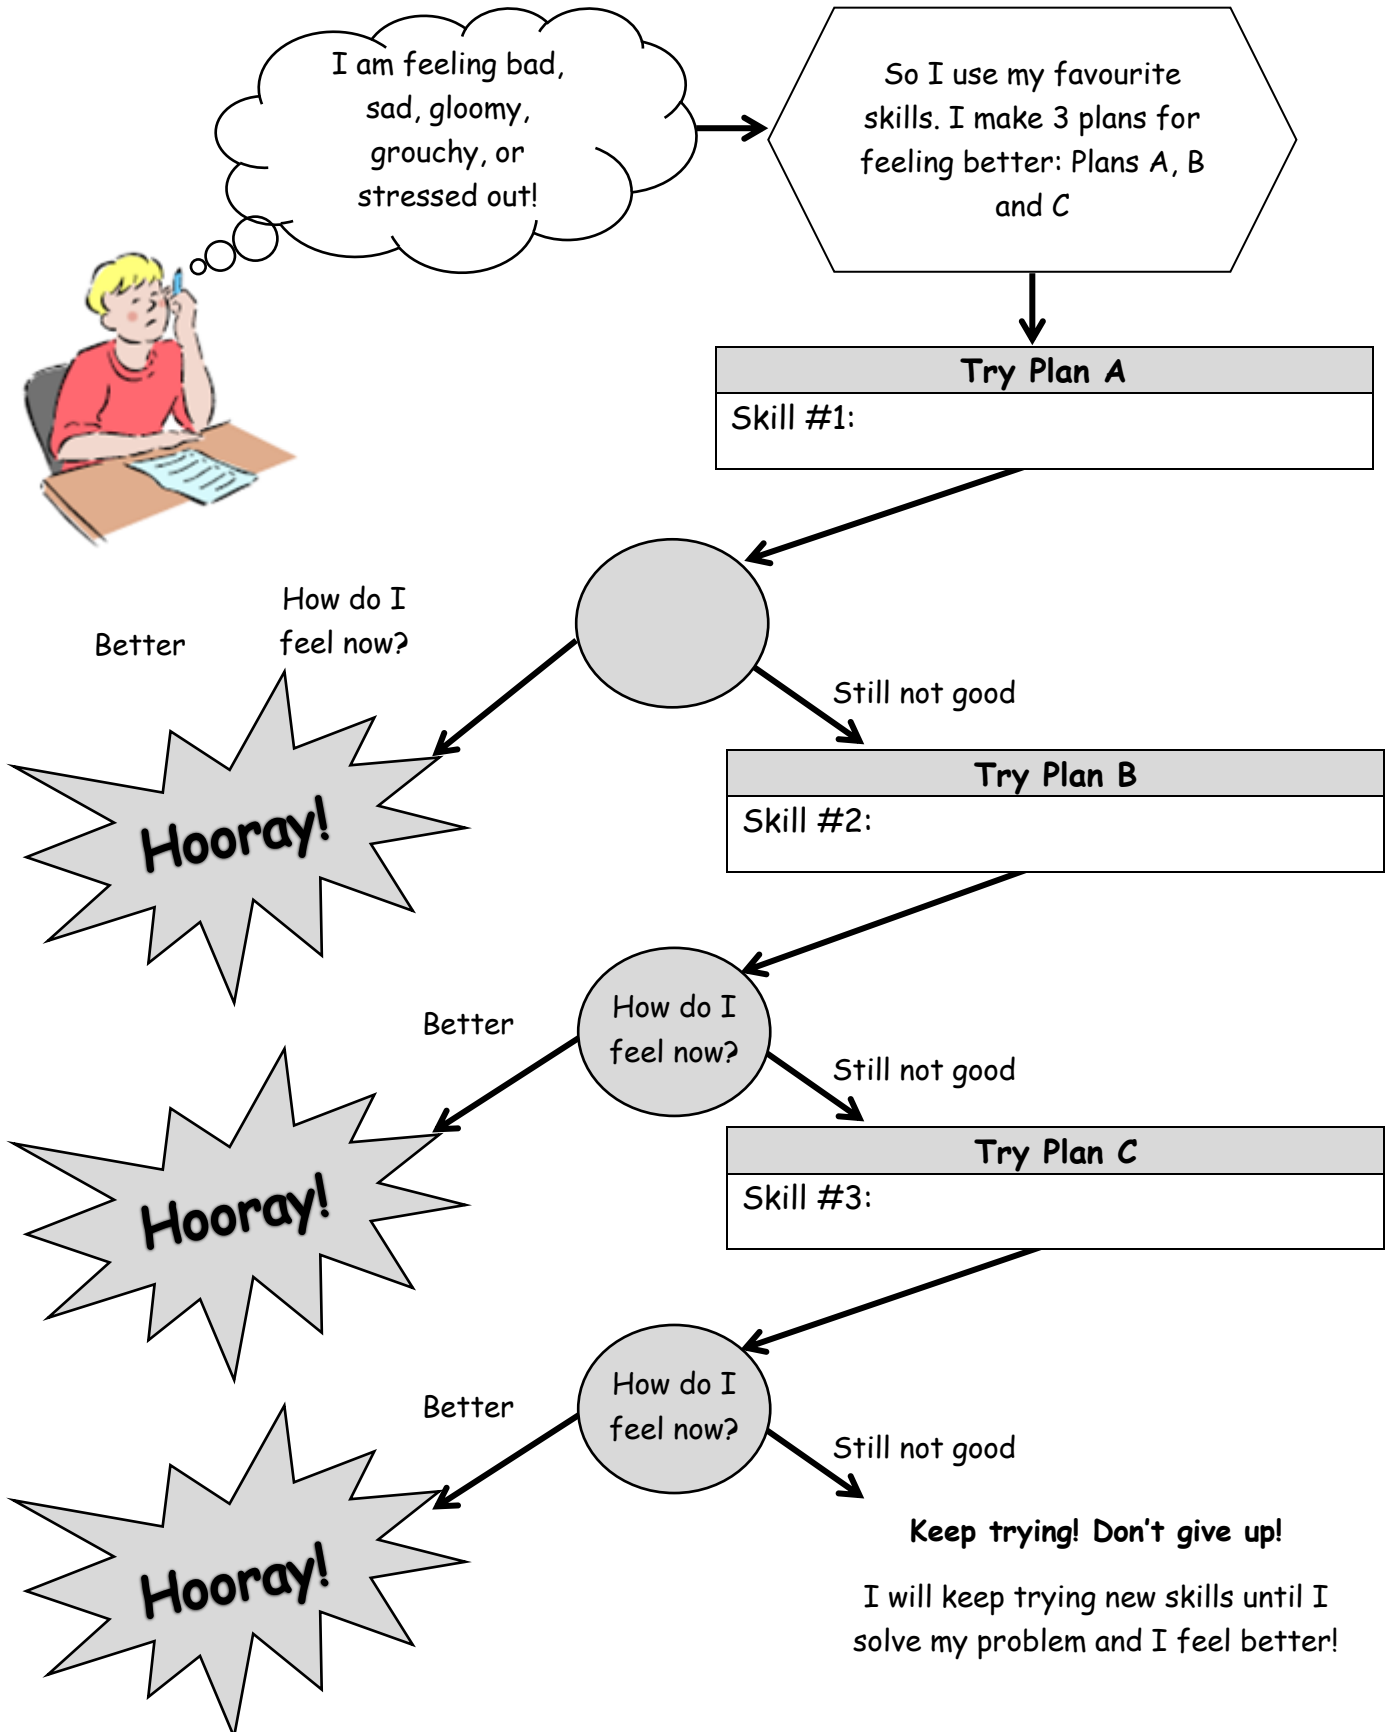 I am feeling bad,
sad, gloomy,
grouchy, or
stressed out!
So I use my favourite
skills. I make 3 plans for
feeling better: Plans A, B
and C
Try Plan A
Skill #1:
How do I
feel now?
Better
Still not good
Hooray!
Try Plan B
Skill #2:
How do I
feel now?
Better
Still not good
Hooray!
Try Plan C
Skill #3:
How do I
feel now?
Better
Still not good
Hooray!
Keep trying! Don't give up!
I will keep trying new skills until I
solve my problem and I feel better!